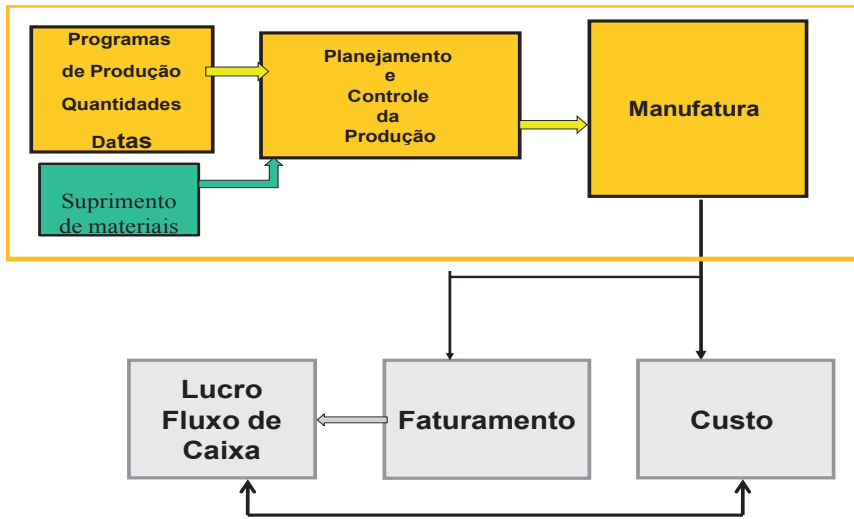 Programas
de Produção
Quantidades
Datas
Planejamento
e
Controle
da
Produção
Manufatura
Suprimento
de materiais
Lucro
Fluxo de
Caixa
Faturamento
Custo